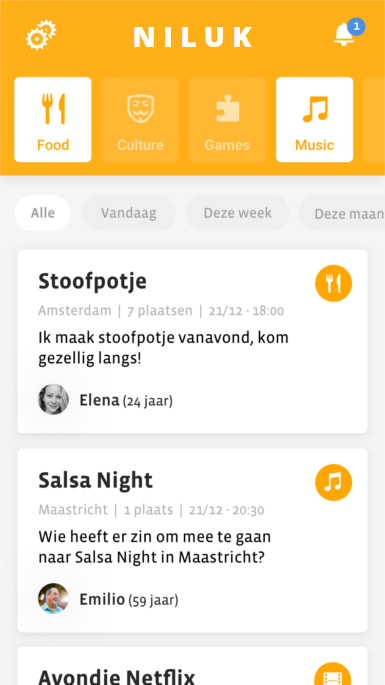 NILUK
1
Food
Culture
Games
Music
Alle
Vandaag
Deze week
Deze maan
Stoofpotje
Amsterdam | 7 plaatsen | 21/12 - 18:00
Ik maak stoofpotje vanavond, kom
gezellig langs!
Elena (24 jaar)
Salsa Night
Maastricht | 1 plaats | 21/12 - 20:30
Wie heeft er zin om mee te gaan
naar Salsa Night in Maastricht?
Emilio (59 jaar)
Avondje Netflix